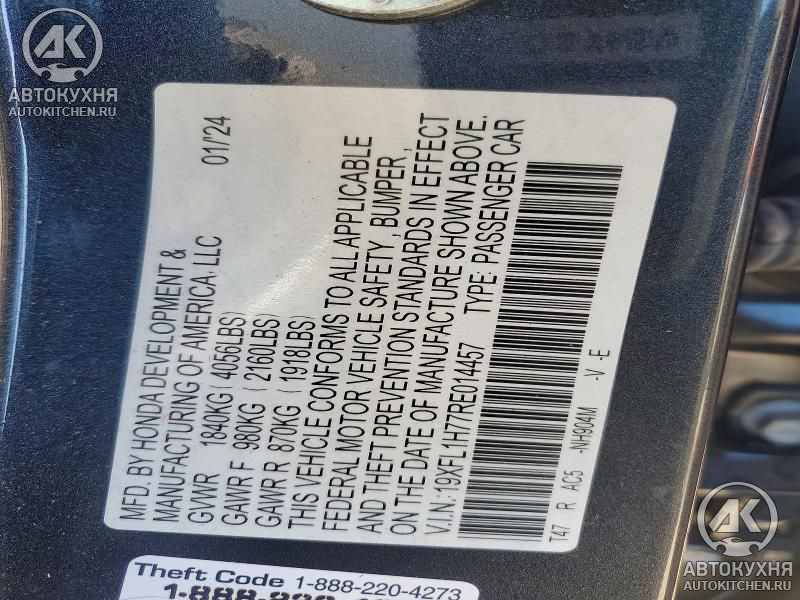 AK
АВТОКУХНЯ
AUTOKITCHEN.RU
MFD. BY HONDA DEVELOPMENT &
MANUFACTURING OF AMERICA, LLC 01/'24
GVWR 1840KG ( 4056LBS)
GAWR F 980KG ( 2160LBS)
GAWR R 870KG ( 1918LBS)
THIS VEHICLE CONFORMS TO ALL APPLICABLE
FEDERAL MOTOR VEHICLE SAFETY , BUMPER ,
AND THEFT PREVENTION STANDARDS IN EFFECT
ON THE DATE OF MANUFACTURE SHOWN ABOVE.
V.I.N.:19XFL1H77RE014457 TYPE: PASSENGER CAR
T47 R AC5 -NH904M -V -E
Theft Code 1-888-220-4273
AK
АВТОКУХНЯ
AUTOKITCHEN.RU